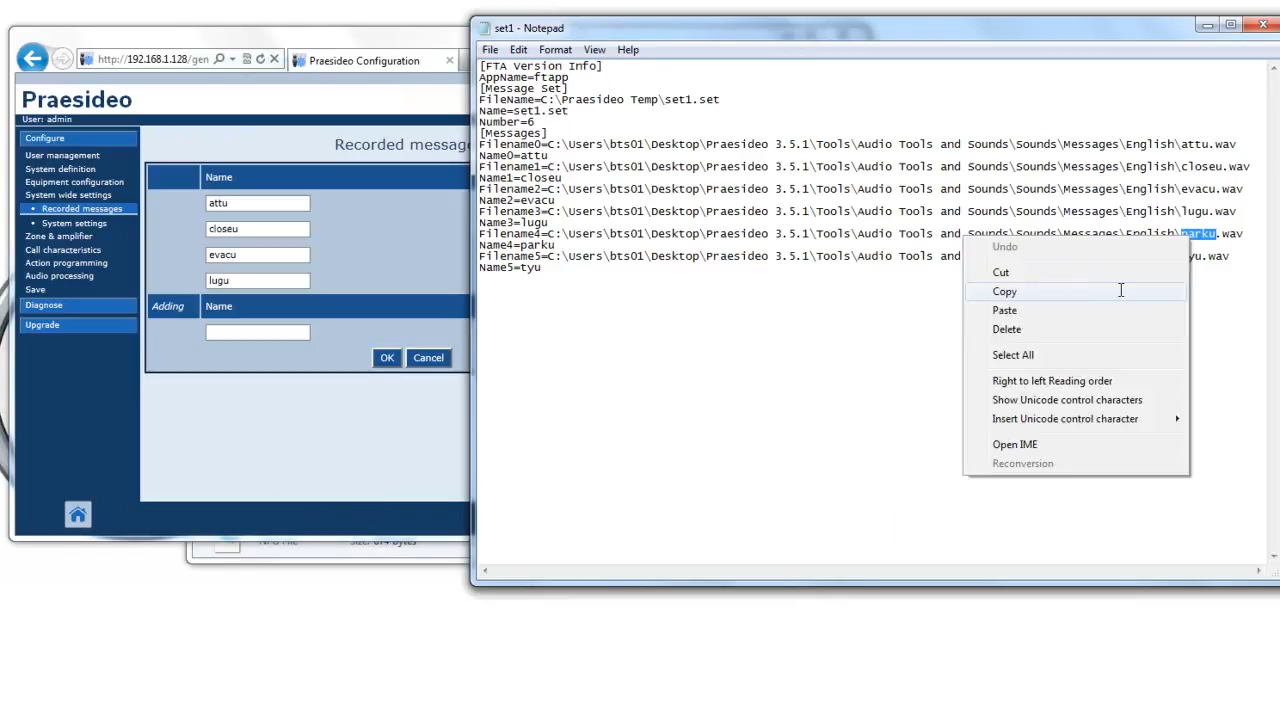 http://192.168.1.128/gen
Praesideo Configuration
Praesideo
User: admin
Configure
User management
System definition
Equipment configuration
System wide settings
• Recorded messages
• System settings
Zone & amplifier
Call characteristics
Action programming
Audio processing
Save
Diagnose
Upgrade
Recorded messag
Name
attu
closeu
evacu
lugu
Adding
Name
OK
Cancel
set1 - Notepad
File Edit Format View Help
[FTA Version Info]
AppName=ftapp
[Message Set]
FileName=C:\Praesideo Temp\set1.set
Name=set1.set
Number=6
[Messages]
Filename0=C:\Users\bts01\Desktop\Praesideo 3.5.1\Tools\Audio Tools and Sounds\Sounds\Messages\English\attu.wav
Name0=attu
Filename1=C:\Users\bts01\Desktop\Praesideo 3.5.1\Tools\Audio Tools and Sounds\Sounds\Messages\English\closeu.wav
Name1=closeu
Filename2=C:\Users\bts01\Desktop\Praesideo 3.5.1\Tools\Audio Tools and Sounds\Sounds\Messages\English\evacu.wav
Name2=evacu
Filename3=C:\Users\bts01\Desktop\Praesideo 3.5.1\Tools\Audio Tools and Sounds\Sounds\Messages\English\lugu.wav
Name3=lugu
Filename4=C:\Users\bts01\Desktop\Praesideo 3.5.1\Tools\Audio Tools and Sounds\Sounds\Messages\English\parku.wav
Name4=parku
Filename5=C:\Users\bts01\Desktop\Praesideo 3.5.1\Tools\Audio Tools and yu.wav
Name5=tyu
Undo
Cut
Copy
Paste
Delete
Select All
Right to left Reading order
Show Unicode control characters
Insert Unicode control character
Open IME
Reconversion